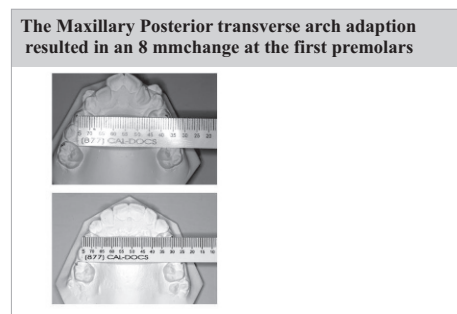 The Maxillary Posterior transverse arch adaption
resulted in an 8 mmchange at the first premolars
(877) CAL-DOCS
(877) CAL-DOCS